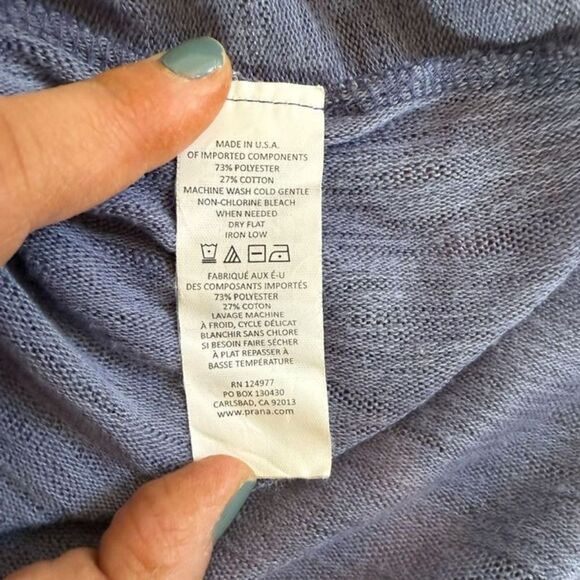 MADE IN U.S.A.
OF IMPORTED COMPONENTS
73% POLYESTER
27% COTTON
MACHINE WASH COLD GENTLE
NON-CHLORINE BLEACH
WHEN NEEDED
DRY FLAT
IRON LOW
FABRIQUÉ AUX É-U
DES COMPOSANTS IMPORTÉS
73% POLYESTER
27% COTON
LAVAGE MACHINE
À FROID, CYCLE DÉLICAT
BLANCHIR SANS CHLORE
SI BESOIN FAIRE SÉCHER
À PLAT REPASSER À
BASSE TEMPÉRATURE
RN 124977
PO BOX 130430
CARLSBAD, CA 92013
www.prana.com